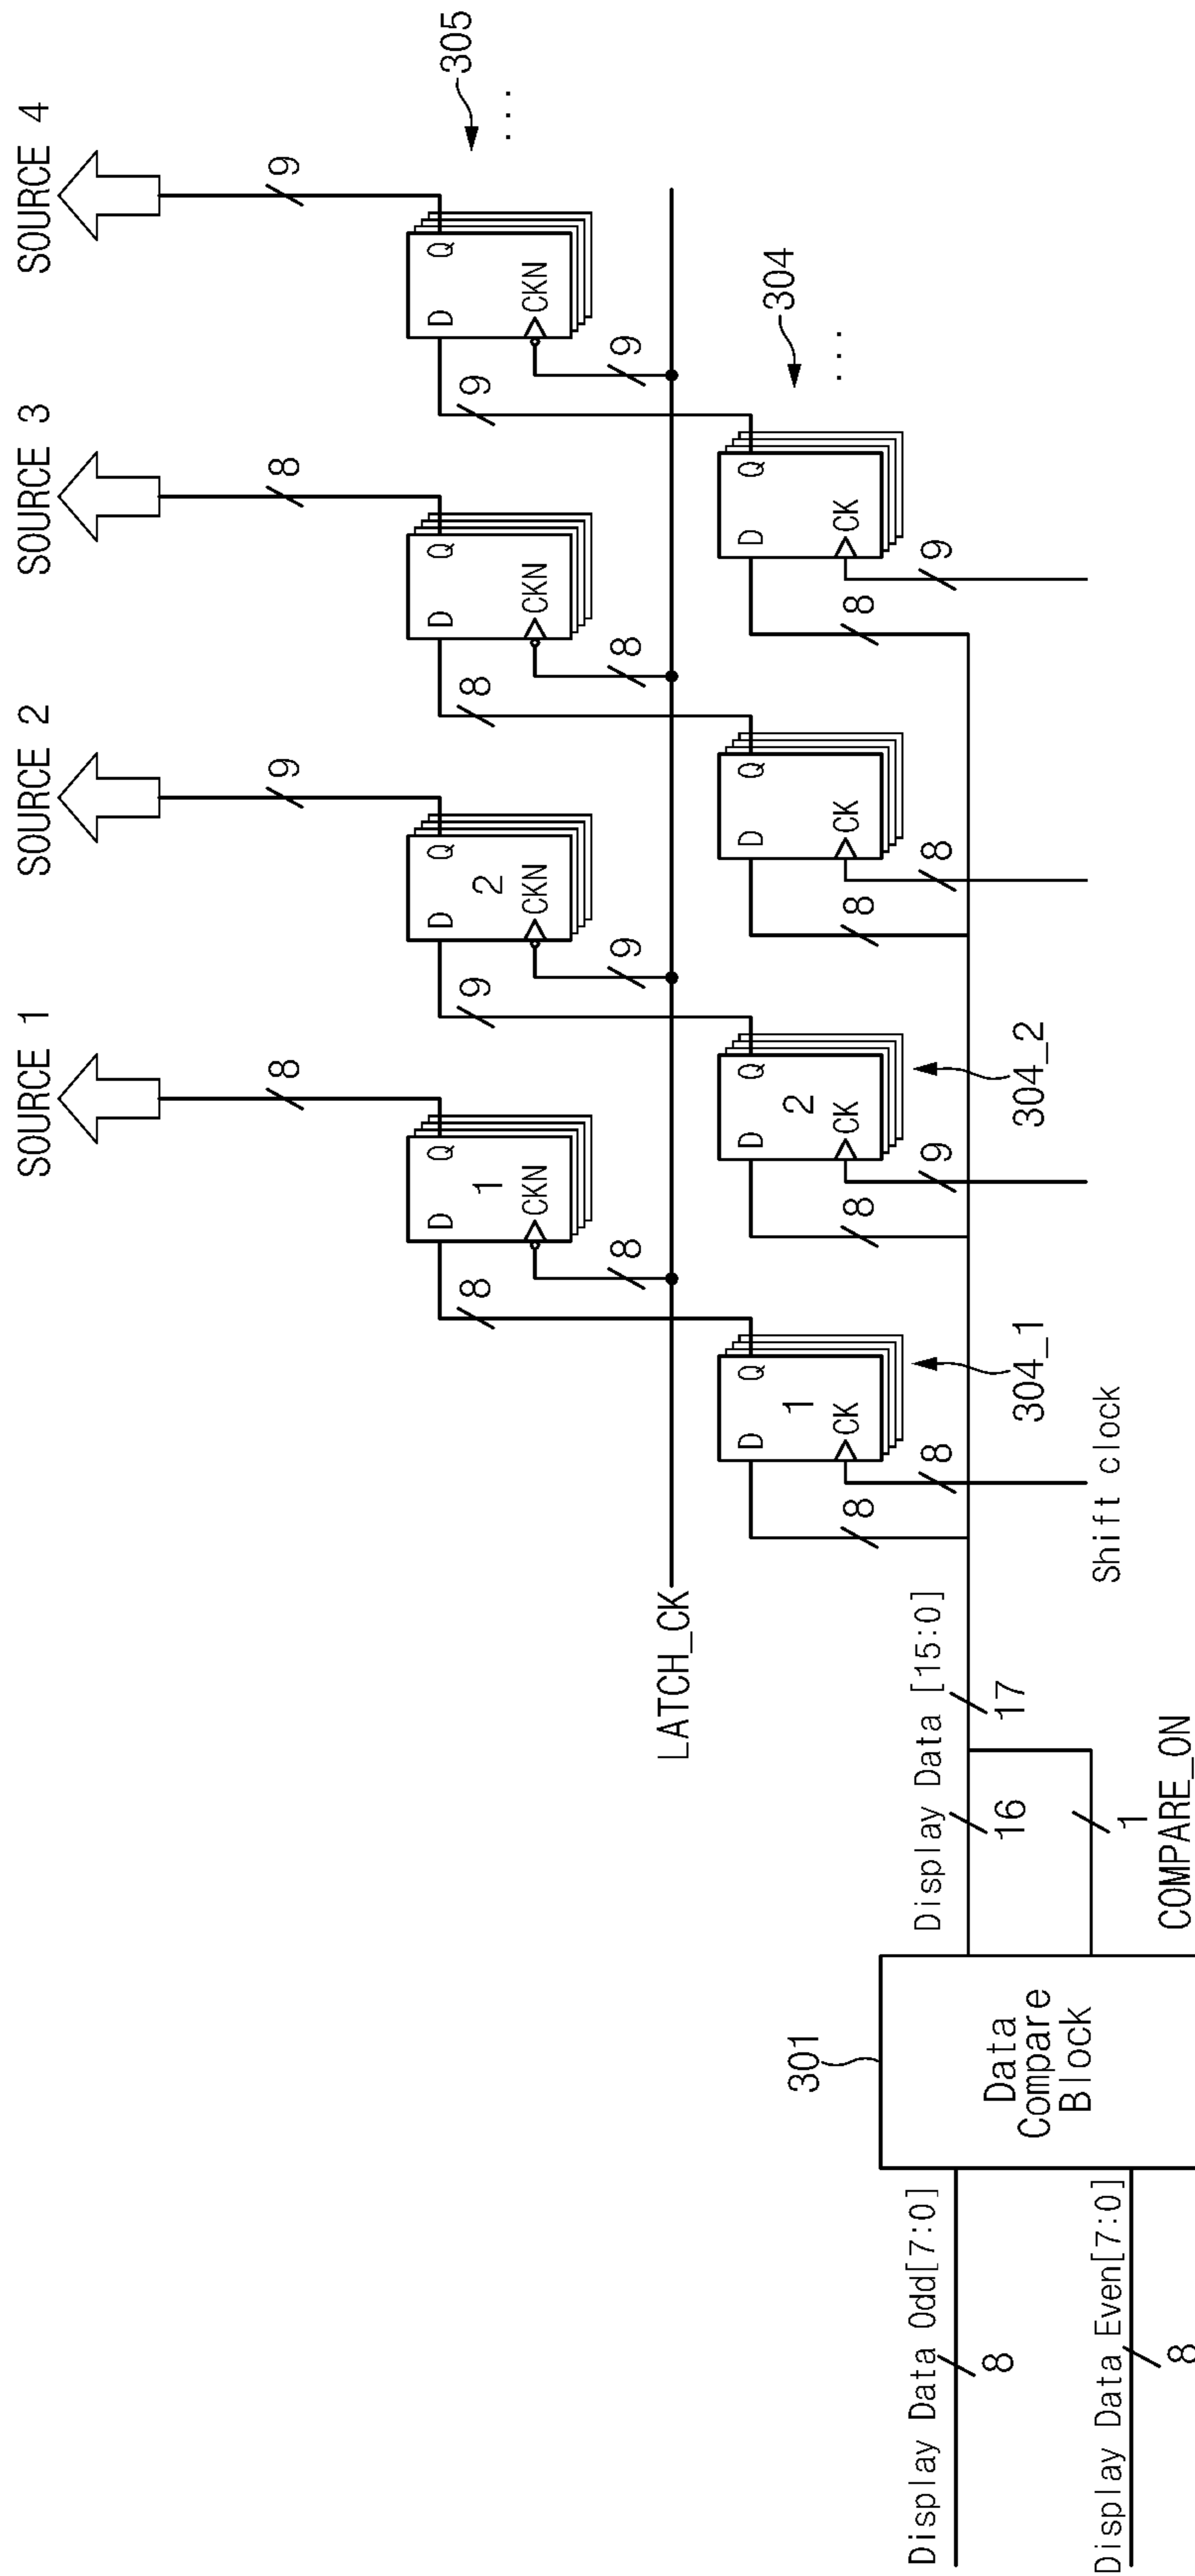 SOURCE 1
SOURCE 2
SOURCE 3
SOURCE 4
8
9
8
9
305
...
D
Q
1
CKN
D
Q
2
CKN
D
Q
CKN
D
Q
CKN
8
8
9
9
8
8
9
9
LATCH_CK
304
...
D
Q
1
CK
D
Q
2
CK
D
Q
CK
D
Q
CK
8
8
8
9
8
8
8
9
304_1
304_2
Shift clock
Display Data [15:0]
16
17
1
COMPARE_ON
301
Data
Compare
Block
Display Data Odd[7:0]
8
Display Data Even[7:0]
8